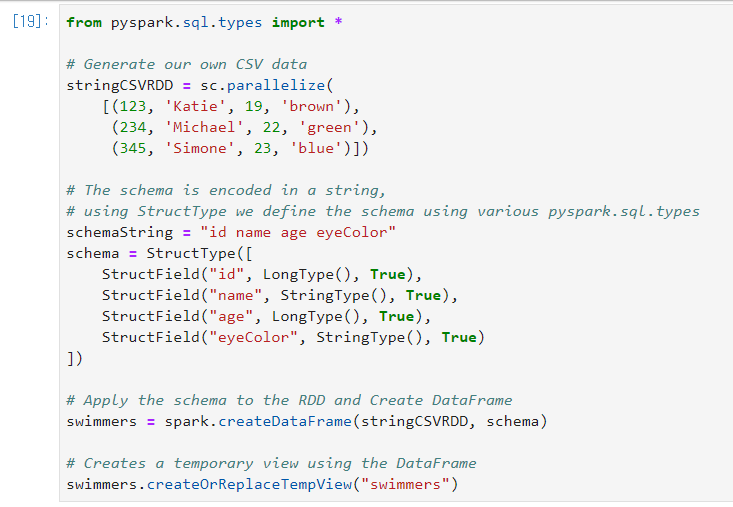 [19]:
from pyspark.sql.types import *
# Generate our own CSV data
stringCSVRDD = sc.parallelize(
    [(123, 'Katie', 19, 'brown'),
     (234, 'Michael', 22, 'green'),
     (345, 'Simone', 23, 'blue')])
# The schema is encoded in a string,
# using StructType we define the schema using various pyspark.sql.types
schemaString = "id name age eyeColor"
schema = StructType([
    StructField("id", LongType(), True),
    StructField("name", StringType(), True),
    StructField("age", LongType(), True),
    StructField("eyeColor", StringType(), True)
])
# Apply the schema to the RDD and Create DataFrame
swimmers = spark.createDataFrame(stringCSVRDD, schema)
# Creates a temporary view using the DataFrame
swimmers.createOrReplaceTempView("swimmers")